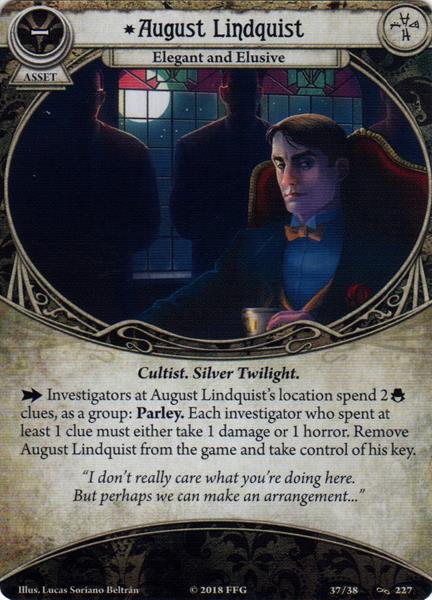 August Lindquist
Elegant and Elusive
ASSET
Cultist. Silver Twilight.
Investigators at August Lindquist's location spend 2
clues, as a group: Parley. Each investigator who spent at
least 1 clue must either take 1 damage or 1 horror. Remove
August Lindquist from the game and take control of his key.
"I don't really care what you're doing here.
But perhaps we can make an arrangement..."
Illus. Lucas Soriano Beltrán © 2018 FFG 37/38 227